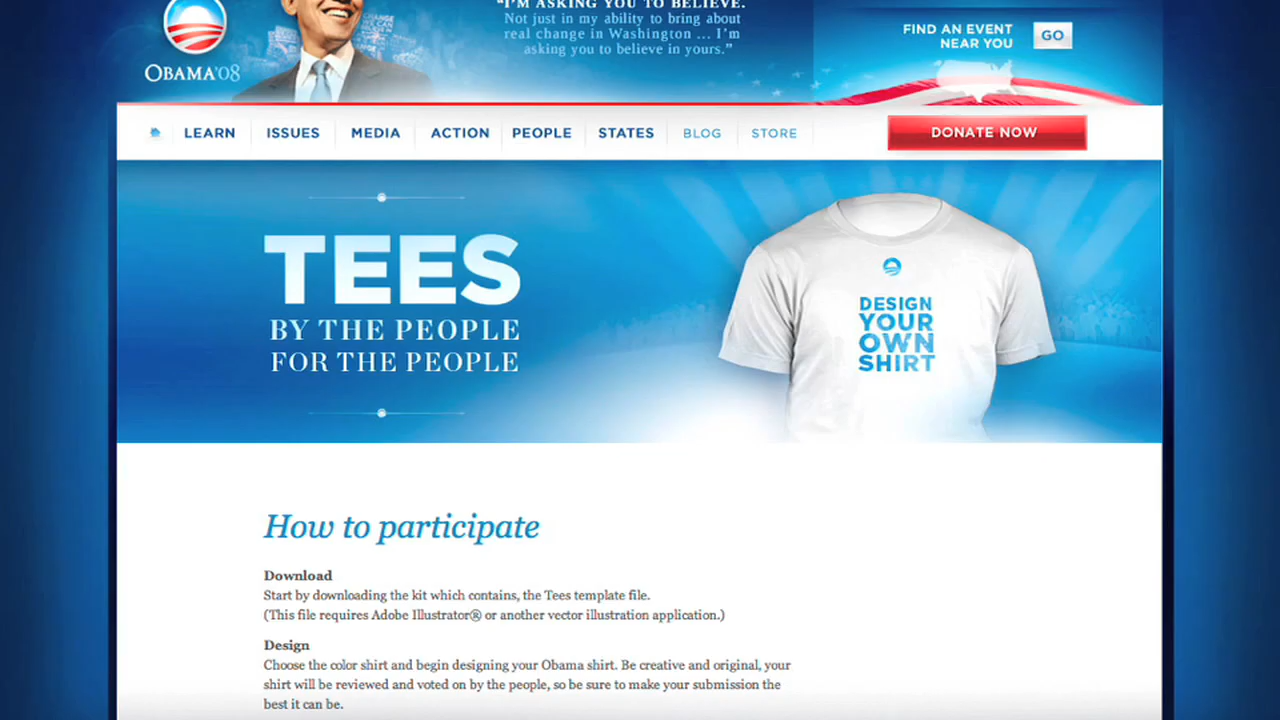 "I'M ASKING YOU TO BELIEVE.
Not just in my ability to bring about
real change in Washington ... I'm
asking you to believe in yours."
OBAMA'08
FIND AN EVENT
NEAR YOU
GO
LEARN
ISSUES
MEDIA
ACTION
PEOPLE
STATES
BLOG
STORE
DONATE NOW
TEES
BY THE PEOPLE
FOR THE PEOPLE
DESIGN
YOUR
OWN
SHIRT
How to participate
Download
Start by downloading the kit which contains, the Tees template file.
(This file requires Adobe Illustrator® or another vector illustration application.)
Design
Choose the color shirt and begin designing your Obama shirt. Be creative and original, your
shirt will be reviewed and voted on by the people, so be sure to make your submission the
best it can be.